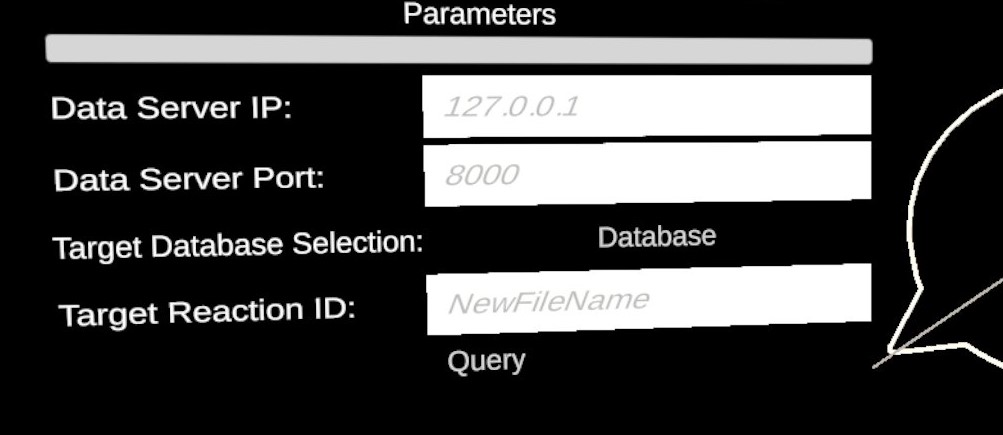 Parameters
Data Server IP: 127.0.0.1
Data Server Port: 8000
Target Database Selection: Database
Target Reaction ID: NewFileName
Query